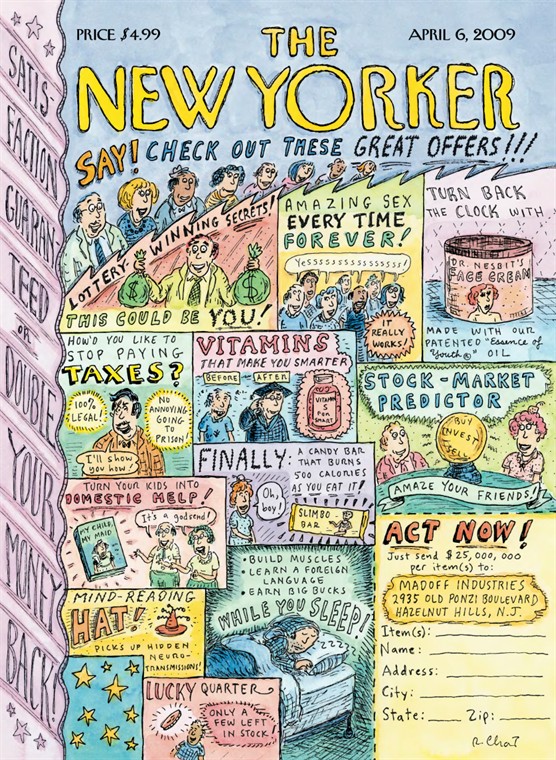 PRICE $4.99
THE
APRIL 6, 2009
NEW YORKER
SATIS-
FACTION
GUARAN-
TEED
OR
DOUBLE
YOUR
MONEY
BACK!
SAY! CHECK OUT THESE GREAT OFFERS!!!
LOTTERY-WINNING SECRETS!
$
$
THIS COULD BE YOU!
AMAZING SEX
EVERY TIME
FOREVER!
IT
REALLY
WORKS!
TURN BACK
THE CLOCK WITH
DR. NESBIT'S
FACE CREAM
MADE WITH OUR
PATENTED "Essence of
Youth®" OIL
HOW'D YOU LIKE TO
STOP PAYING
TAXES?
100%
LEGAL!
NO
ANNOYING
GOING
TO
PRISON!
I'll show
you how!
VITAMINS
THAT MAKE YOU SMARTER
BEFORE
AFTER
VITAMIN
S
FOR
SMART
STOCK-MARKET
PREDICTOR
BUY
INVEST
SELL
AMAZE YOUR FRIENDS!
FINALLY: A CANDY BAR
THAT BURNS
500 CALORIES
AS YOU EAT IT!
Oh,
boy!
SLIMBO-
BAR
TURN YOUR KIDS INTO
DOMESTIC HELP!
MY CHILD,
MY MAID
It's a godsend!
MIND-READING
HAT!
PICKS UP HIDDEN
NEURO-
TRANSMISSIONS!
• BUILD MUSCLES
• LEARN A FOREIGN
LANGUAGE
• EARN BIG BUCKS
WHILE YOU SLEEP!
ZZZZ
LUCKY QUARTER
ONLY A
FEW LEFT
IN STOCK!
ACT NOW!
Just send $25,000,000
per item(s) to:
MADOFF INDUSTRIES
2935 OLD PONZI BOULEVARD
HAZELNUT HILLS, N.J.
Item(s):
Name:
Address:
City:
State: Zip:
R. Chast